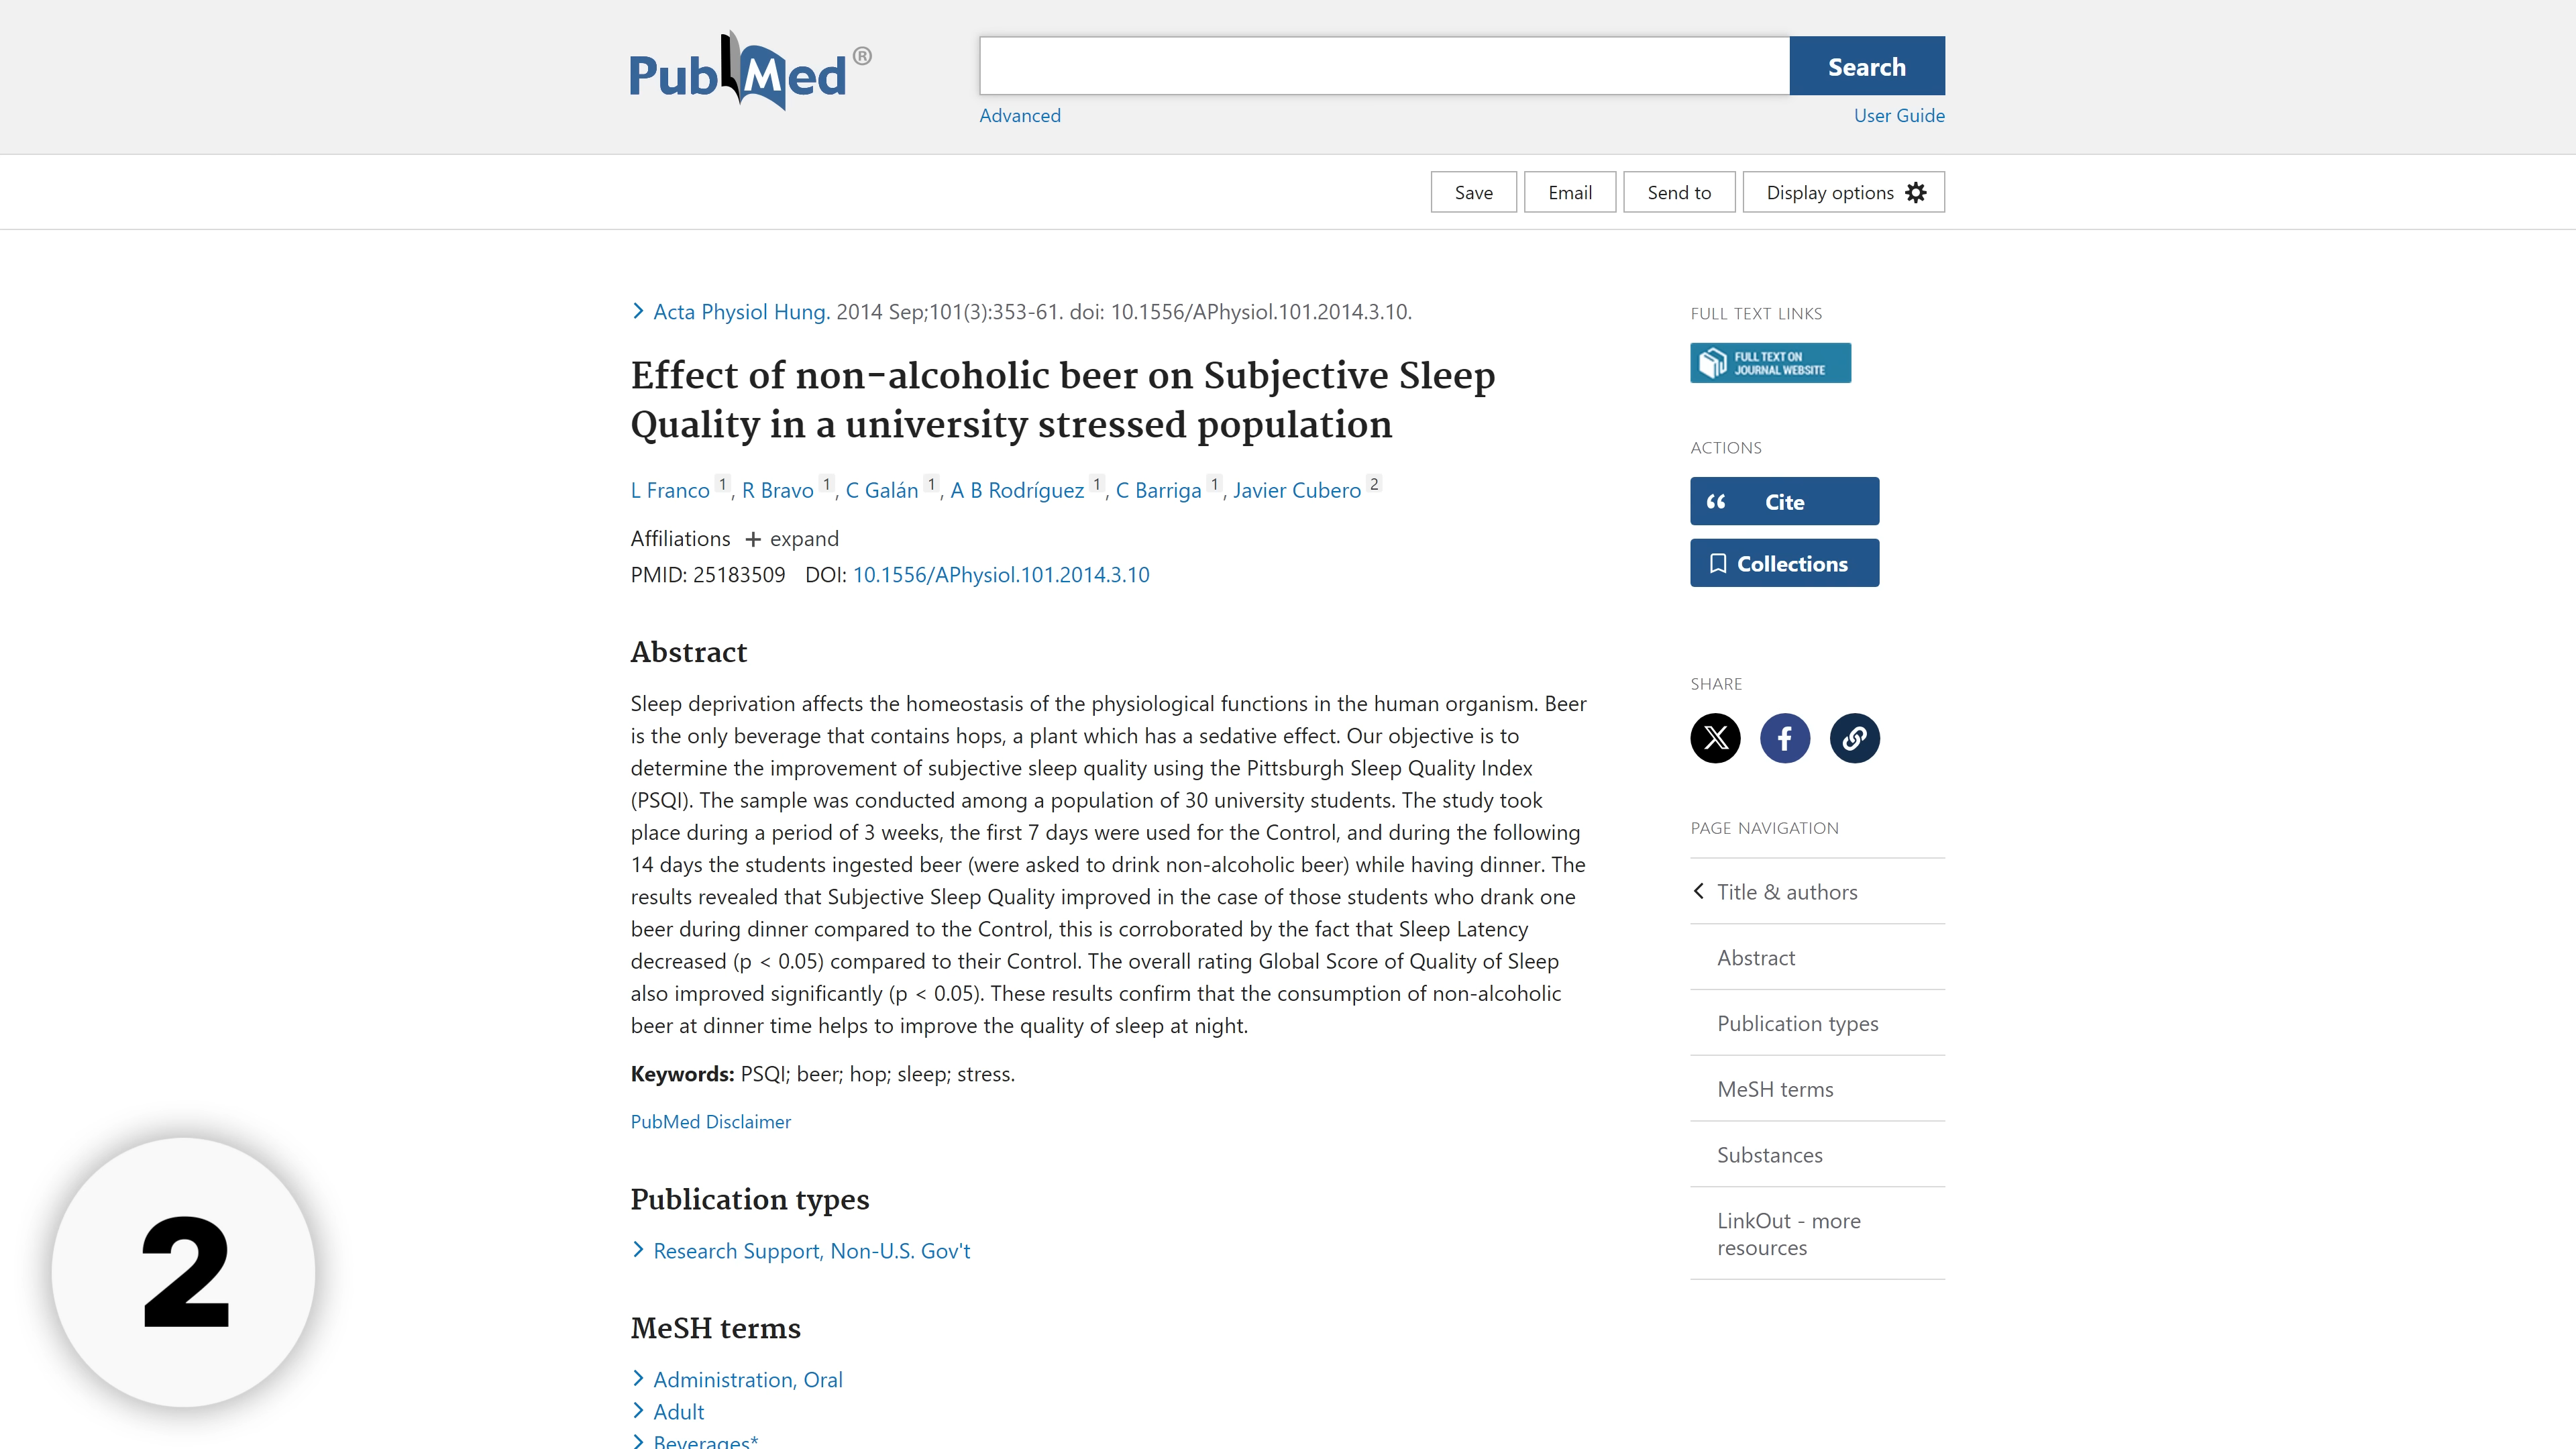 PubMed®
Search
Advanced
User Guide
Save
Email
Send to
Display options
Acta Physiol Hung. 2014 Sep;101(3):353-61. doi: 10.1556/APhysiol.101.2014.3.10.
Effect of non-alcoholic beer on Subjective Sleep
Quality in a university stressed population
L Franco 1, R Bravo 1, C Galán 1, A B Rodríguez 1, C Barriga 1, Javier Cubero 2
Affiliations + expand
PMID: 25183509 DOI: 10.1556/APhysiol.101.2014.3.10
Abstract
Sleep deprivation affects the homeostasis of the physiological functions in the human organism. Beer
is the only beverage that contains hops, a plant which has a sedative effect. Our objective is to
determine the improvement of subjective sleep quality using the Pittsburgh Sleep Quality Index
(PSQI). The sample was conducted among a population of 30 university students. The study took
place during a period of 3 weeks, the first 7 days were used for the Control, and during the following
14 days the students ingested beer (were asked to drink non-alcoholic beer) while having dinner. The
results revealed that Subjective Sleep Quality improved in the case of those students who drank one
beer during dinner compared to the Control, this is corroborated by the fact that Sleep Latency
decreased (p < 0.05) compared to their Control. The overall rating Global Score of Quality of Sleep
also improved significantly (p < 0.05). These results confirm that the consumption of non-alcoholic
beer at dinner time helps to improve the quality of sleep at night.
Keywords: PSQI; beer; hop; sleep; stress.
PubMed Disclaimer
Publication types
Research Support, Non-U.S. Gov't
MeSH terms
Administration, Oral
Adult
Beverages*
FULL TEXT LINKS
FULL TEXT ON
JOURNAL WEBSITE
ACTIONS
Cite
Collections
SHARE
PAGE NAVIGATION
Title & authors
Abstract
Publication types
MeSH terms
Substances
LinkOut - more
resources
2